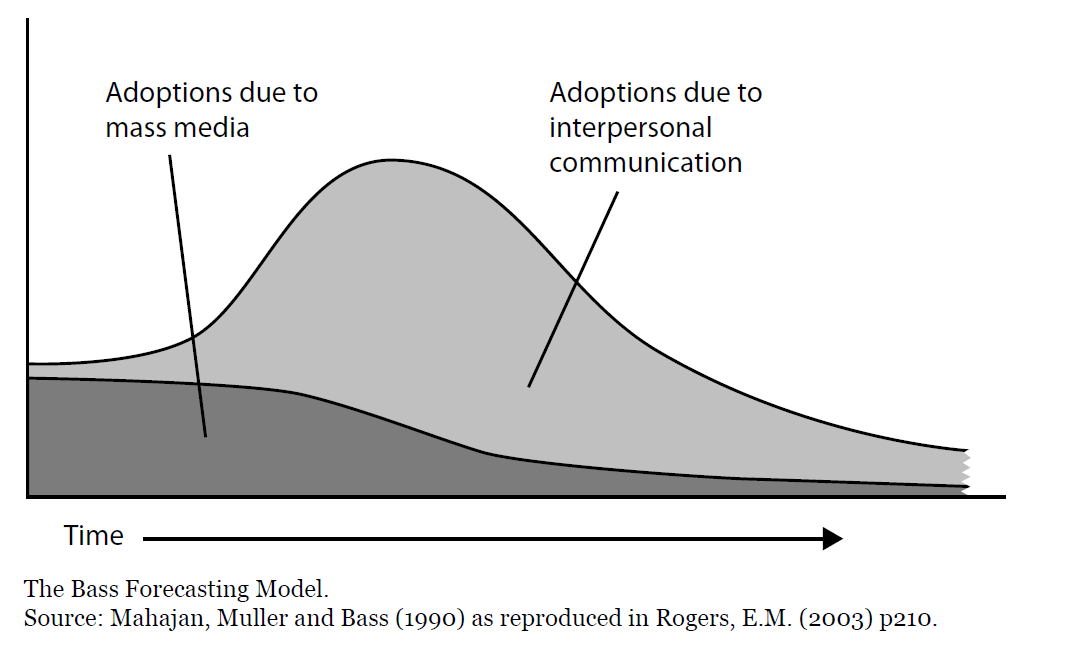 Adoptions due to
mass media
Adoptions due to
interpersonal
communication
Time
The Bass Forecasting Model.
Source: Mahajan, Muller and Bass (1990) as reproduced in Rogers, E.M. (2003) p210.